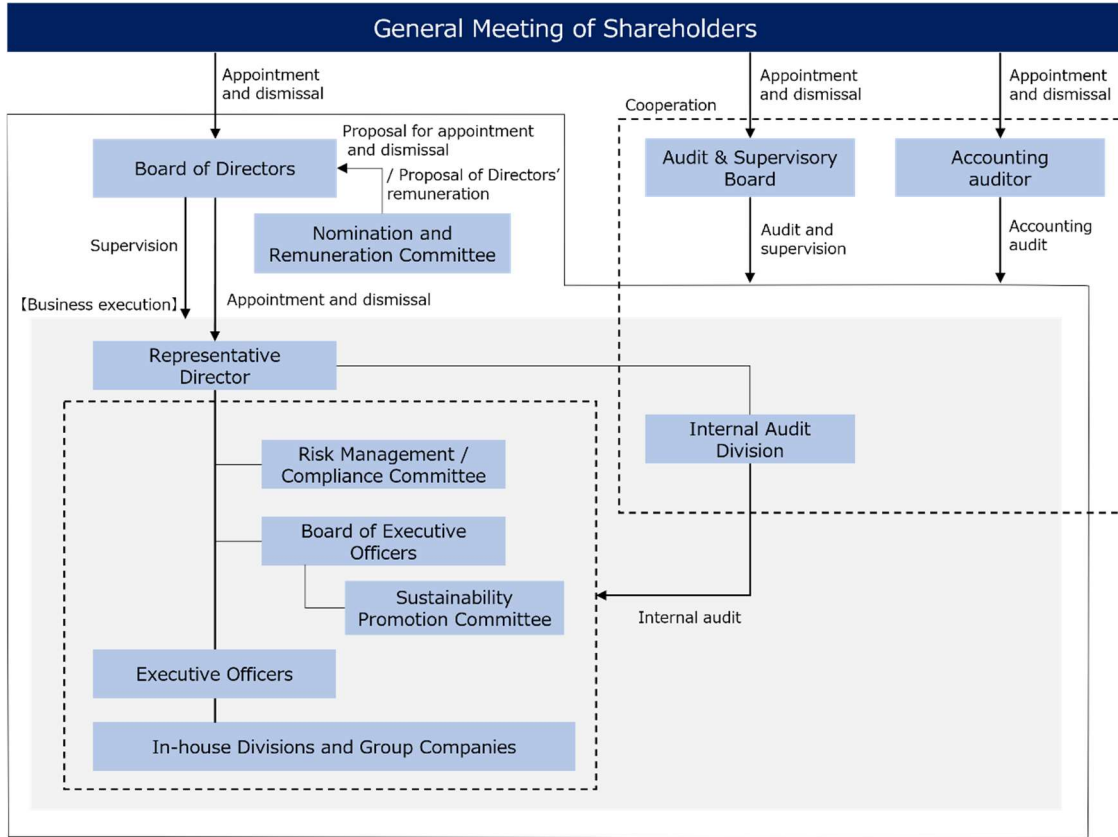 General Meeting of Shareholders
Appointment
and dismissal
Appointment
and dismissal
Appointment
and dismissal
Cooperation
Proposal for appointment
and dismissal
/ Proposal of Directors’
remuneration
Board of Directors
Audit & Supervisory
Board
Accounting
auditor
Nomination and
Remuneration Committee
Supervision
Audit and
supervision
Accounting
audit
【Business execution】
Appointment and dismissal
Representative
Director
Internal Audit
Division
Risk Management /
Compliance Committee
Board of Executive
Officers
Sustainability
Promotion Committee
Internal audit
Executive Officers
In-house Divisions and Group Companies